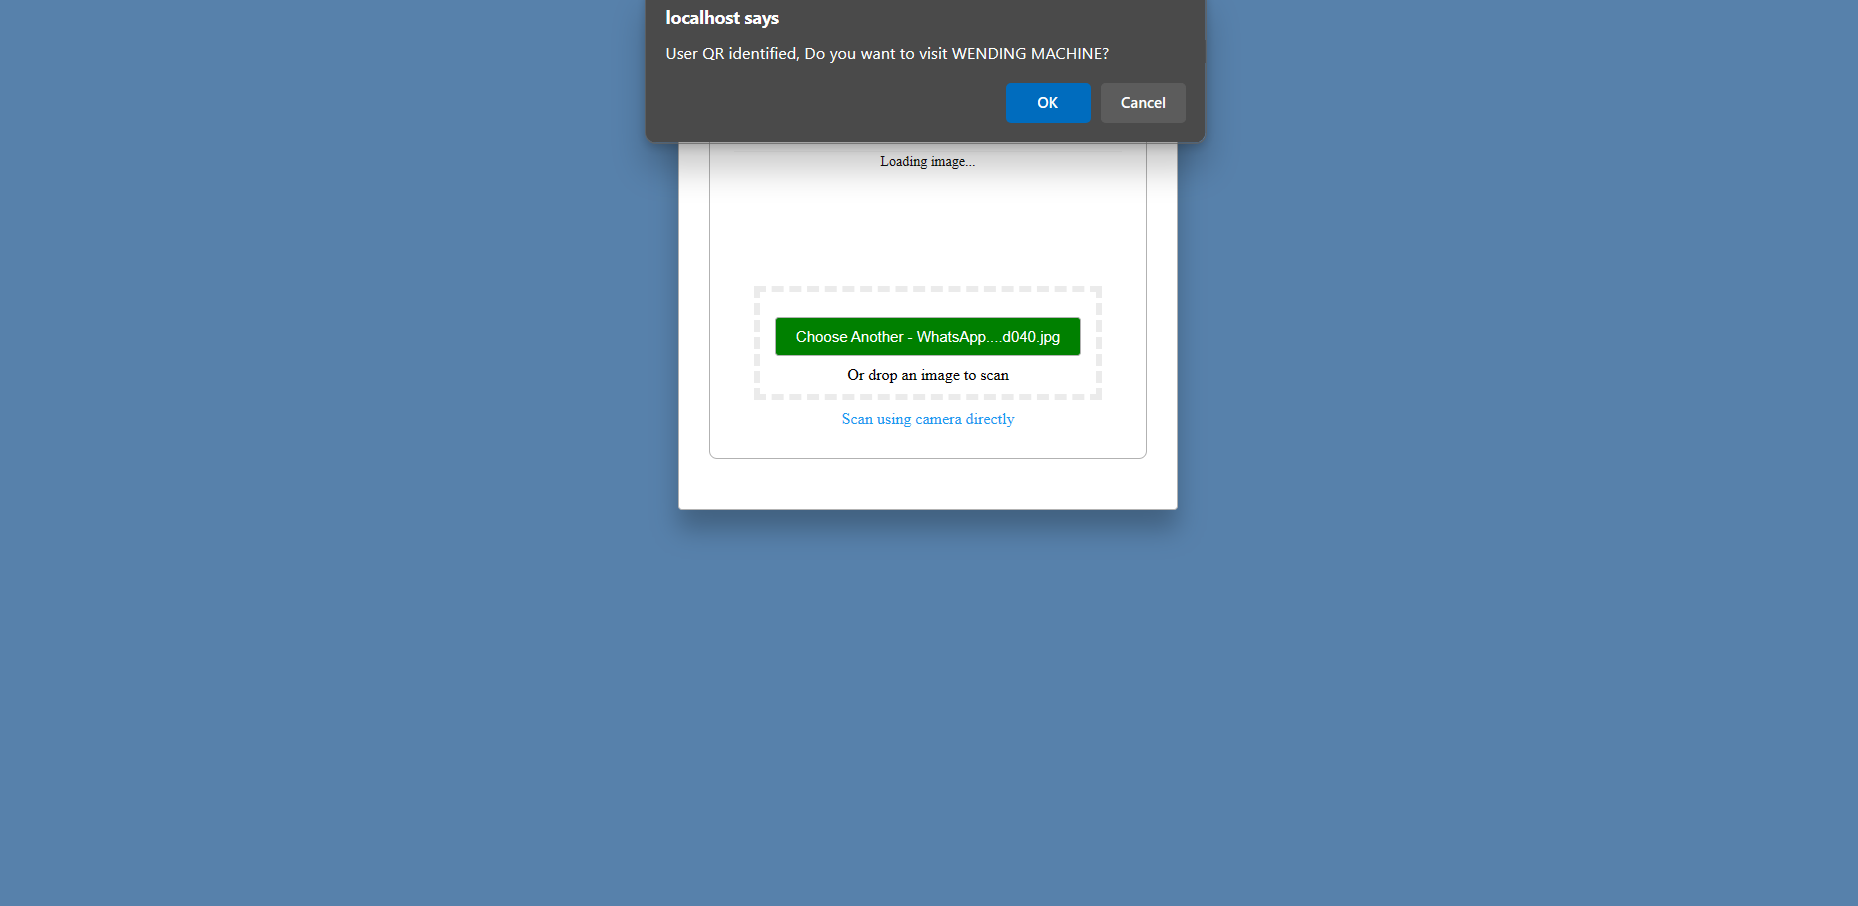 localhost says
User QR identified, Do you want to visit WENDING MACHINE?
OK
Cancel
Loading image...
Choose Another - WhatsApp....d040.jpg
Or drop an image to scan
Scan using camera directly